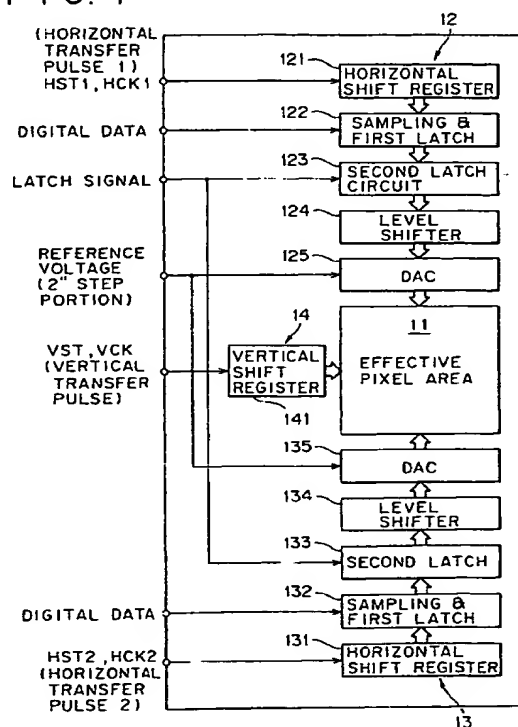 (HORIZONTAL
TRANSFER
PULSE 1)
HST1, HCK1
12
121
HORIZONTAL
SHIFT REGISTER
122
DIGITAL DATA
SAMPLING &
FIRST LATCH
123
LATCH SIGNAL
SECOND LATCH
CIRCUIT
124
LEVEL
SHIFTER
125
REFERENCE
VOLTAGE
(2" STEP
PORTION)
DAC
14
11
VST, VCK
(VERTICAL
TRANSFER
PULSE)
VERTICAL
SHIFT
REGISTER
141
EFFECTIVE
PIXEL AREA
135
DAC
134
LEVEL
SHIFTER
133
SECOND LATCH
132
DIGITAL DATA
SAMPLING &
FIRST LATCH
131
HST2, HCK2
(HORIZONTAL
TRANSFER
PULSE 2)
HORIZONTAL
SHIFT REGISTER
13